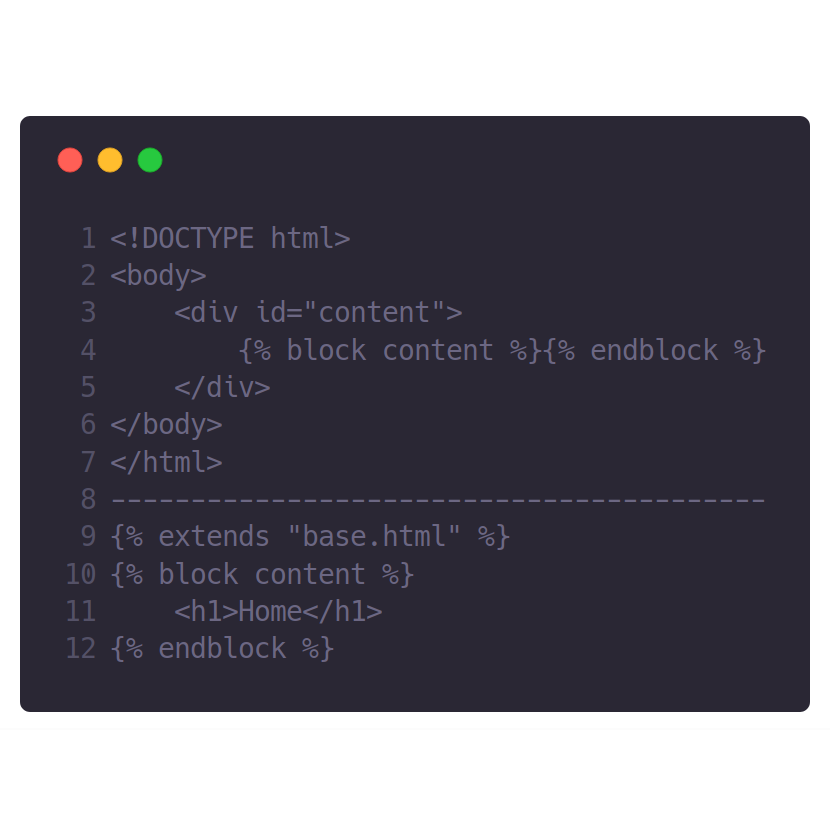 1 <!DOCTYPE html>
2 <body>
3     <div id="content">
4         {% block content %}{% endblock %}
5     </div>
6 </body>
7 </html>
8 -----------------------------------------
9 {% extends "base.html" %}
10 {% block content %}
11     <h1>Home</h1>
12 {% endblock %}